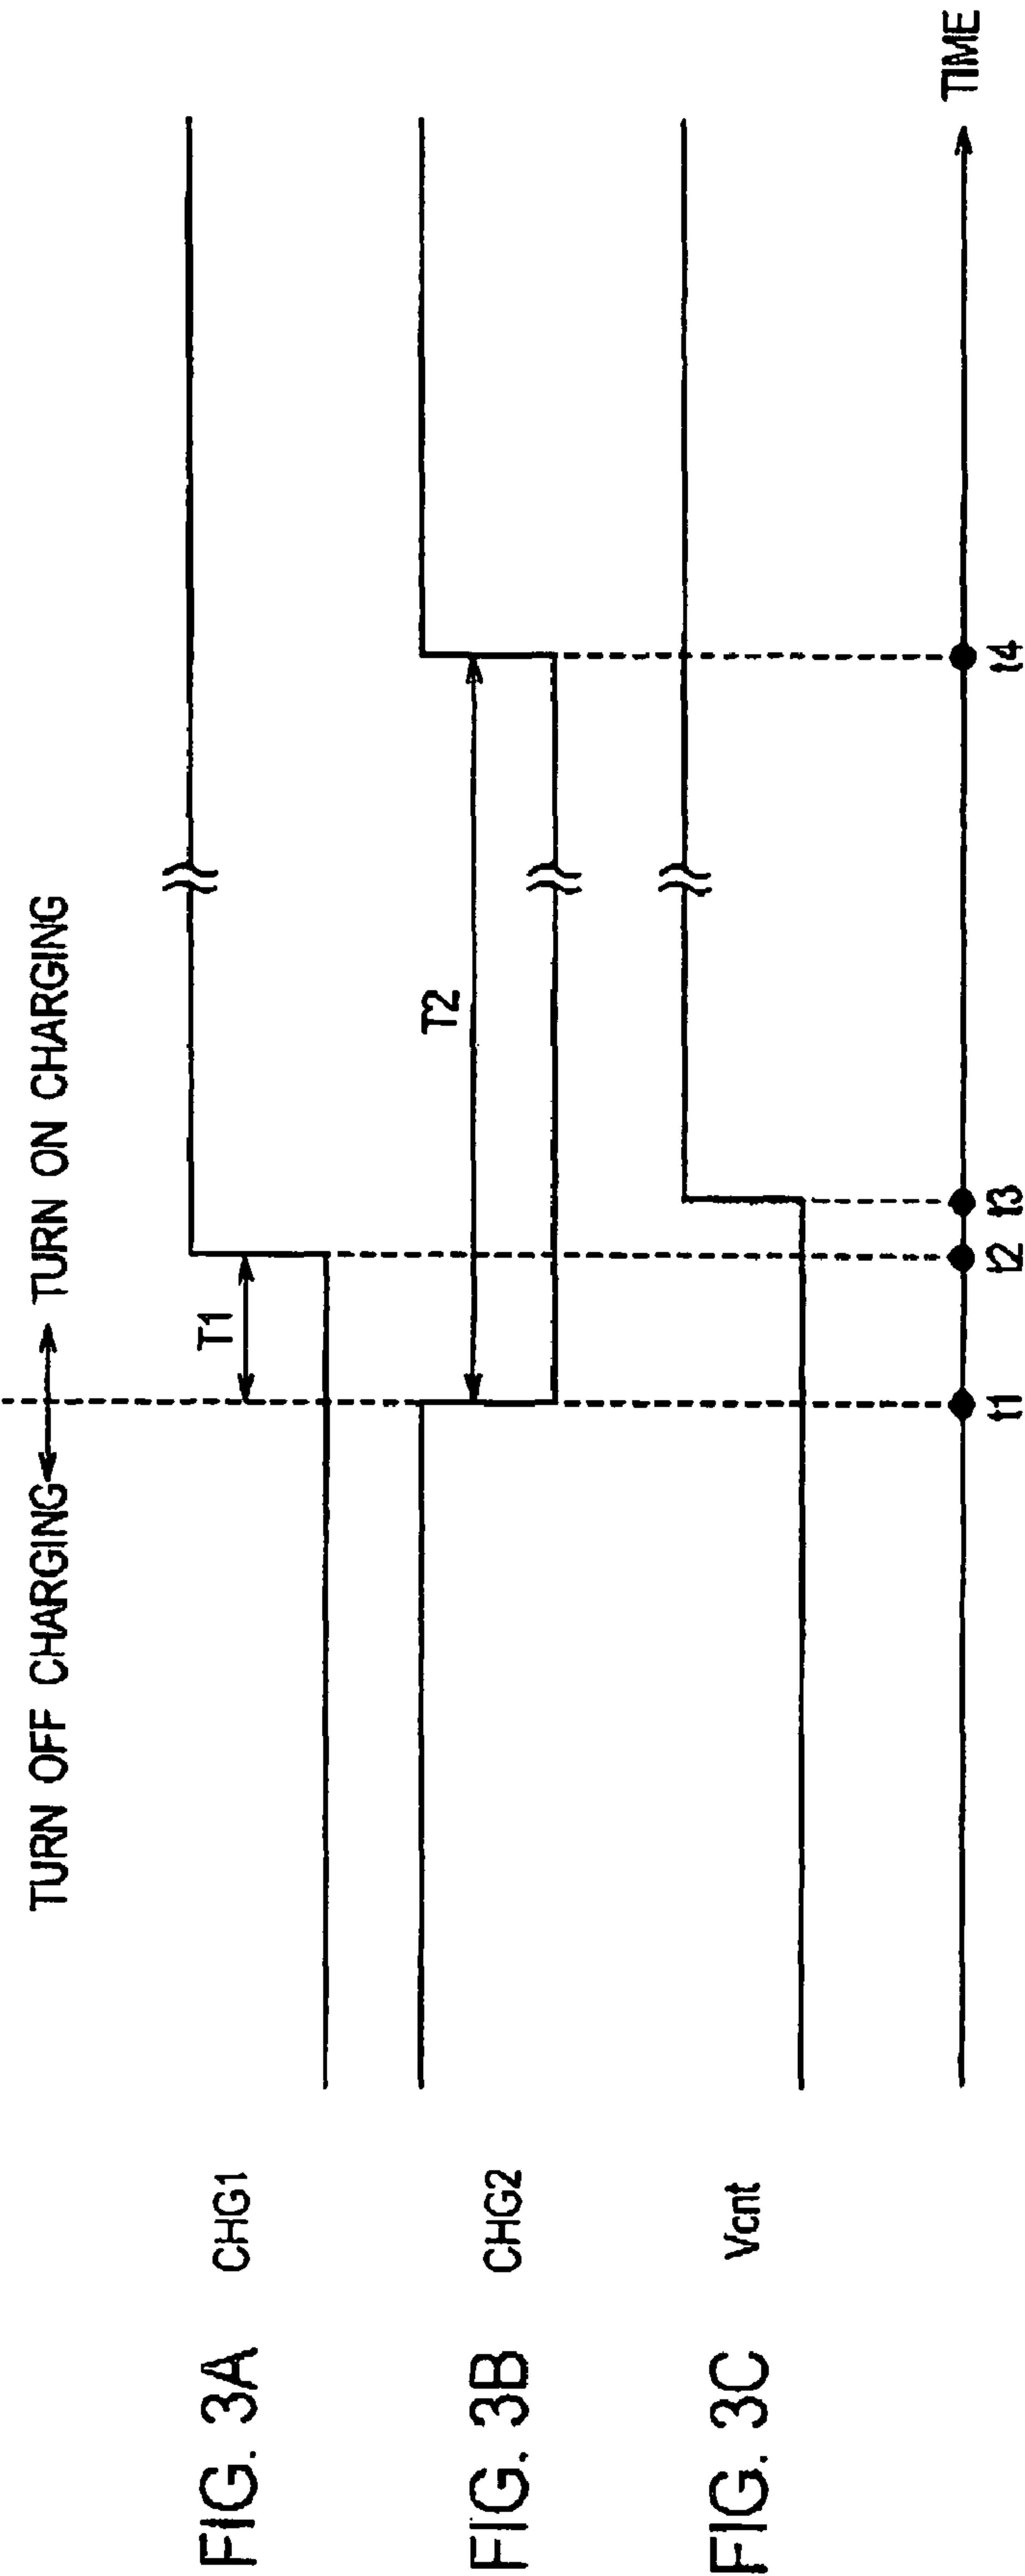 TURN OFF CHARGING
TURN ON CHARGING
FIG. 3A CHG1
T1
FIG. 3B CHG2
T2
FIG. 3C Vcnt
TIME
t1 t2 t3 t4